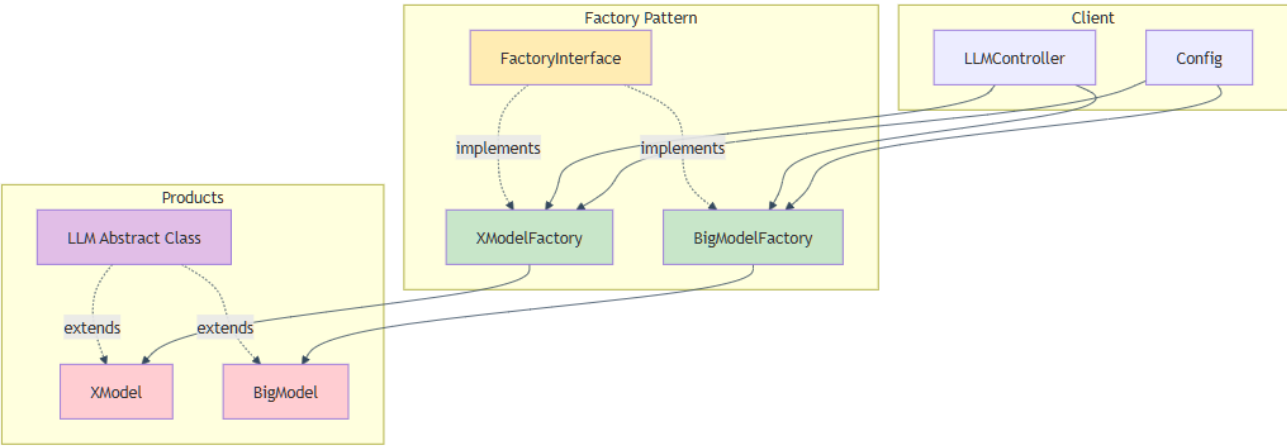 Factory Pattern
Client
FactoryInterface
LLMController
Config
implements
implements
Products
LLM Abstract Class
XModelFactory
BigModelFactory
extends
extends
XModel
BigModel